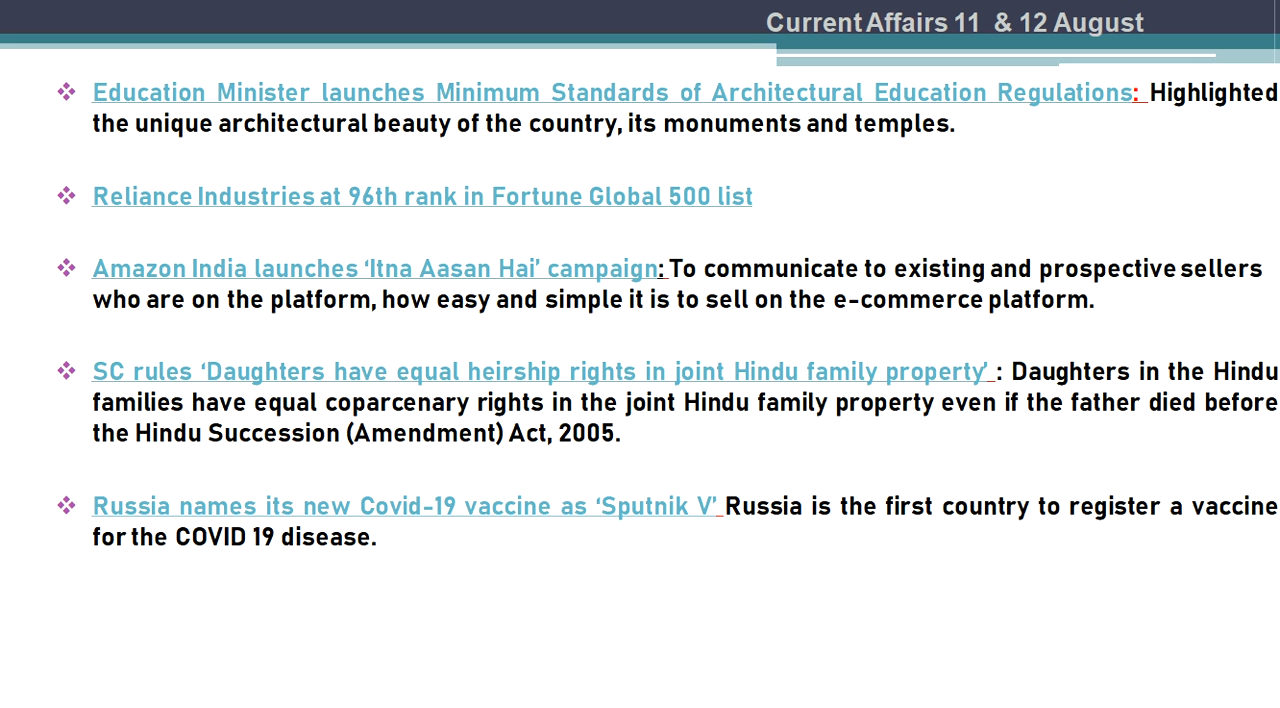 Current Affairs 11 & 12 August
❖ Education Minister launches Minimum Standards of Architectural Education Regulations: Highlighted
the unique architectural beauty of the country, its monuments and temples.
❖ Reliance Industries at 96th rank in Fortune Global 500 list
❖ Amazon India launches ‘Itna Aasan Hai’ campaign: To communicate to existing and prospective sellers
who are on the platform, how easy and simple it is to sell on the e-commerce platform.
❖ SC rules ‘Daughters have equal heirship rights in joint Hindu family property’ : Daughters in the Hindu
families have equal coparcenary rights in the joint Hindu family property even if the father died before
the Hindu Succession (Amendment) Act, 2005.
❖ Russia names its new Covid-19 vaccine as ‘Sputnik V’ Russia is the first country to register a vaccine
for the COVID 19 disease.